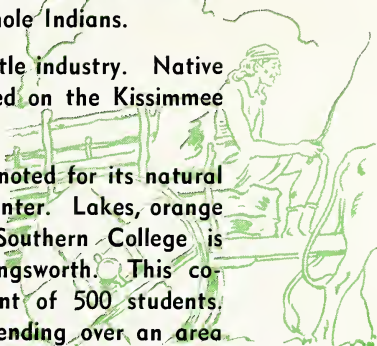 nole Indians.
tle industry. Native
ed on the Kissimmee
noted for its natural
nter. Lakes, orange
Southern College is
ngsworth. This co-
nt of 500 students.
ending over an area